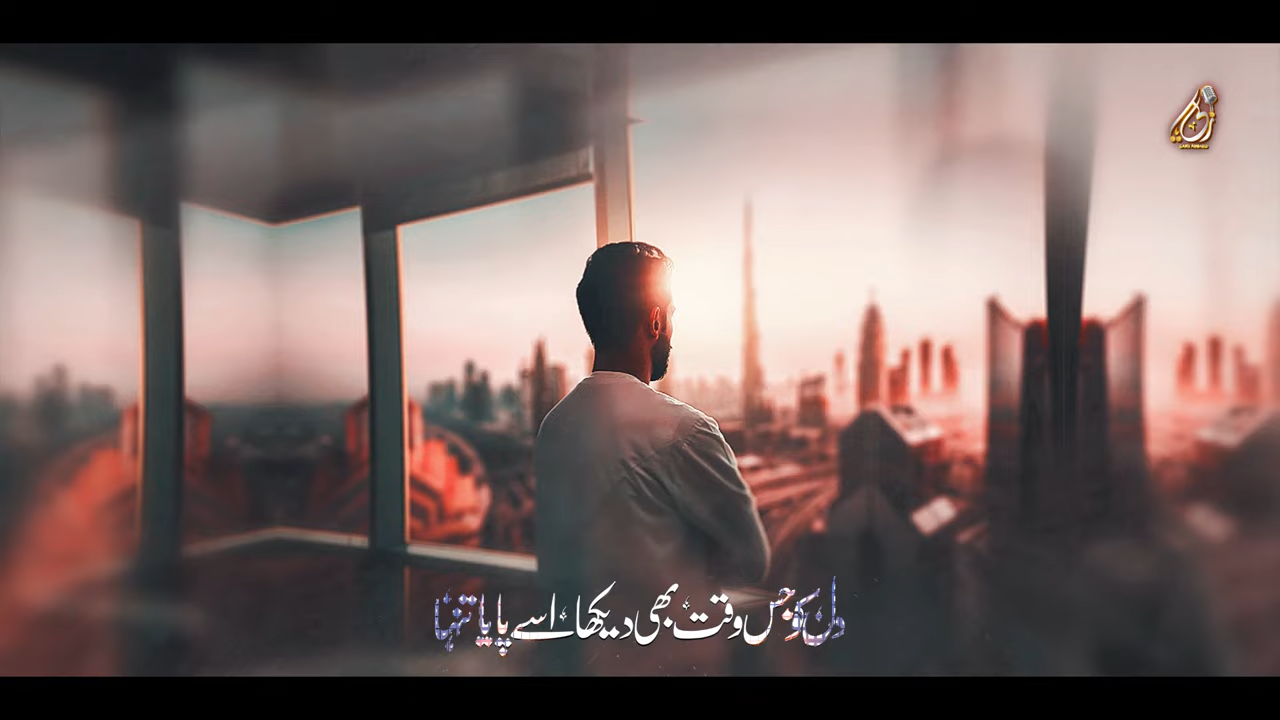 دل کو جس وقت بھی دیکھا، اسے پایا تنہا